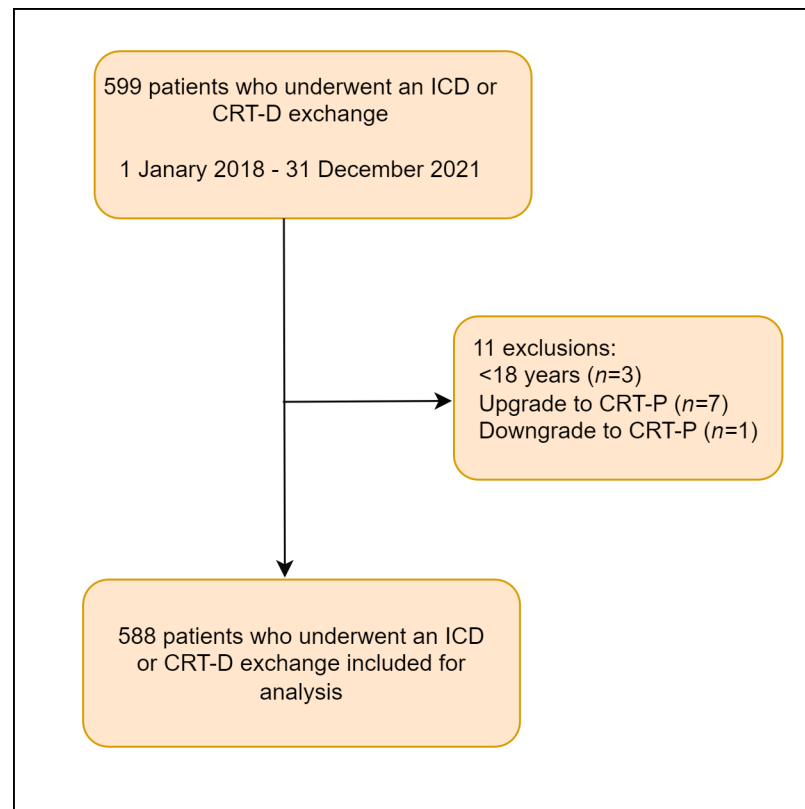 599 patients who underwent an ICD or
CRT-D exchange
1 Janary 2018 - 31 December 2021
11 exclusions:
<18 years (n=3)
Upgrade to CRT-P (n=7)
Downgrade to CRT-P (n=1)
588 patients who underwent an ICD
or CRT-D exchange included for
analysis